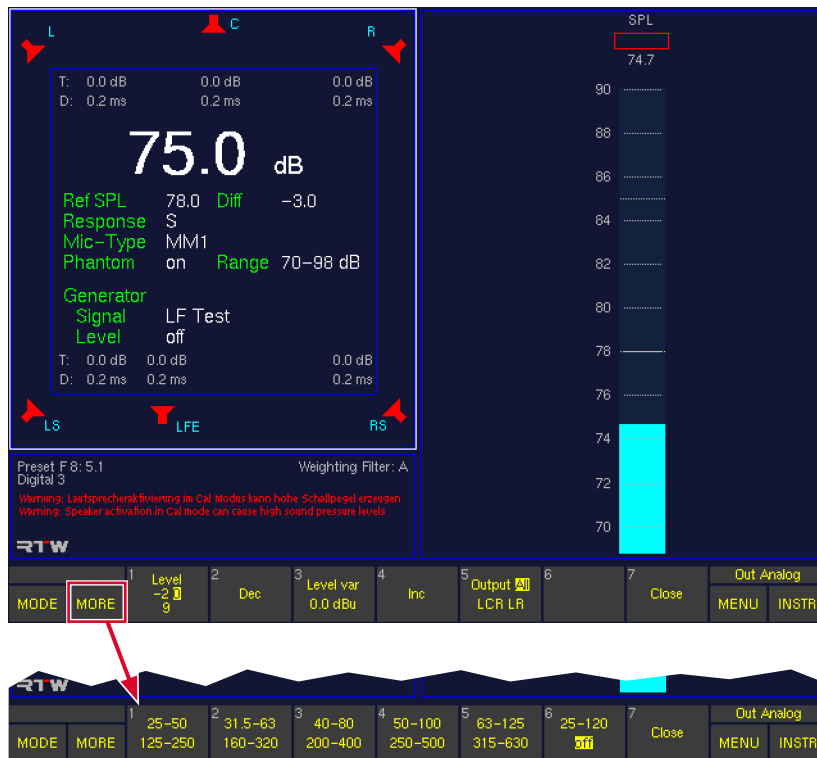 L C R
T: 0.0 dB 0.0 dB 0.0 dB
D: 0.2 ms 0.2 ms 0.2 ms
75.0 dB
Ref SPL 78.0 Diff -3.0
Response S
Mic-Type MM1
Phantom on Range 70-98 dB
Generator
Signal LF Test
Level off
T: 0.0 dB 0.0 dB 0.0 dB
D: 0.2 ms 0.2 ms 0.2 ms
LS LFE RS
Preset F 8: 5.1 Weighting Filter: A
Digital 3
Warnung: Lautsprecheraktivierung im Cal Modus kann hohe Schallpegel erzeugen
Warning: Speaker activation in Cal mode can cause high sound pressure levels
RTW
SPL
74.7
90
88
86
84
82
80
78
76
74
72
70
MODE MORE
1 Level
-2 0
9
2 Dec
3 Level var
0.0 dBu
4 Inc
5 Output All
LCR LR
6
7 Close
Out Analog
MENU INSTR
RTW
MODE MORE
1 25-50
125-250
2 31.5-63
160-320
3 40-80
200-400
4 50-100
250-500
5 63-125
315-630
6 25-120
off
7 Close
Out Analog
MENU INSTR